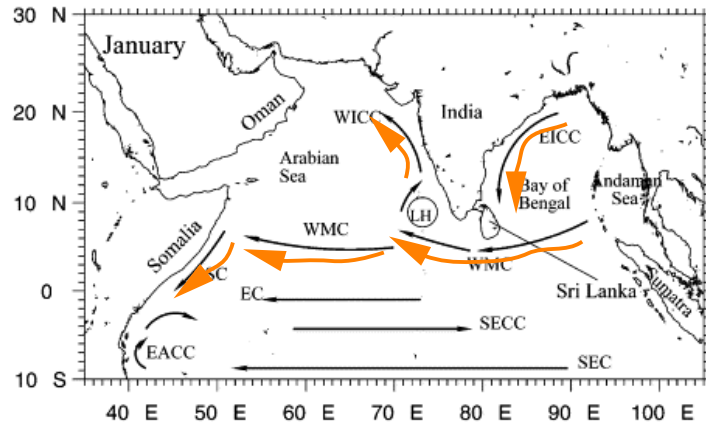 30 N
January
Oman
20 N
WICC
India
EICC
Arabian
Sea
Bay of
Bengal
Andaman
Sea
10 N
LH
Somalia
WMC
WMC
SC
0
EC
Sri Lanka
Sumatra
SECC
EACC
SEC
10 S
40 E 50 E 60 E 70 E 80 E 90 E 100 E